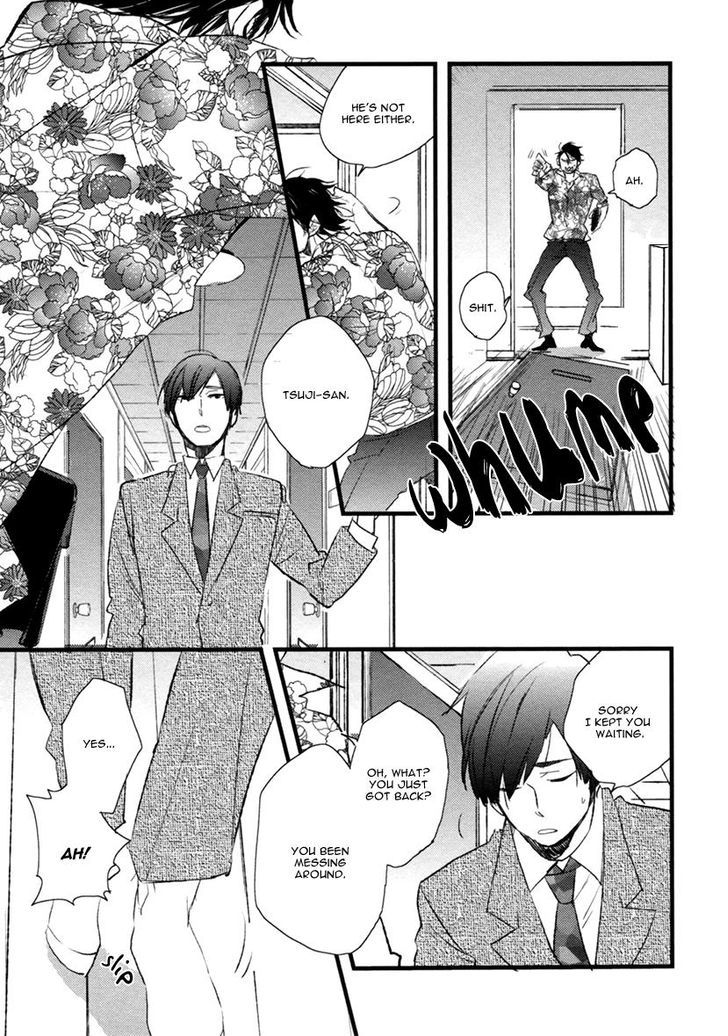 AH.
SHIT.
whump
HE'S NOT
HERE EITHER.
TSUJI-SAN.
SORRY
I KEPT YOU
WAITING.
OH, WHAT?
YOU JUST
GOT BACK?
YOU BEEN
MESSING
AROUND.
YES...
AH!
slip